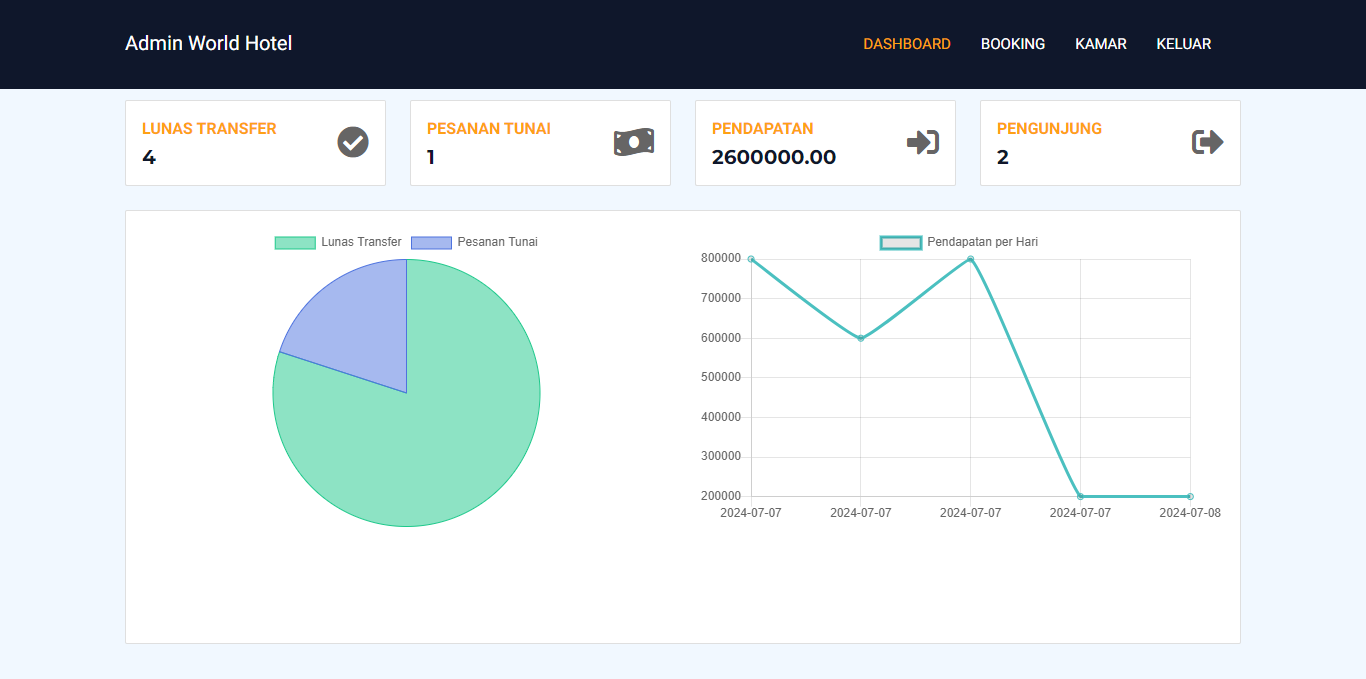 Admin World Hotel
DASHBOARD BOOKING KAMAR KELUAR
LUNAS TRANSFER
4
PESANAN TUNAI
1
PENDAPATAN
2600000.00
PENGUNJUNG
2
Lunas Transfer Pesanan Tunai
Pendapatan per Hari
800000
700000
600000
500000
400000
300000
200000
2024-07-07 2024-07-07 2024-07-07 2024-07-07 2024-07-08